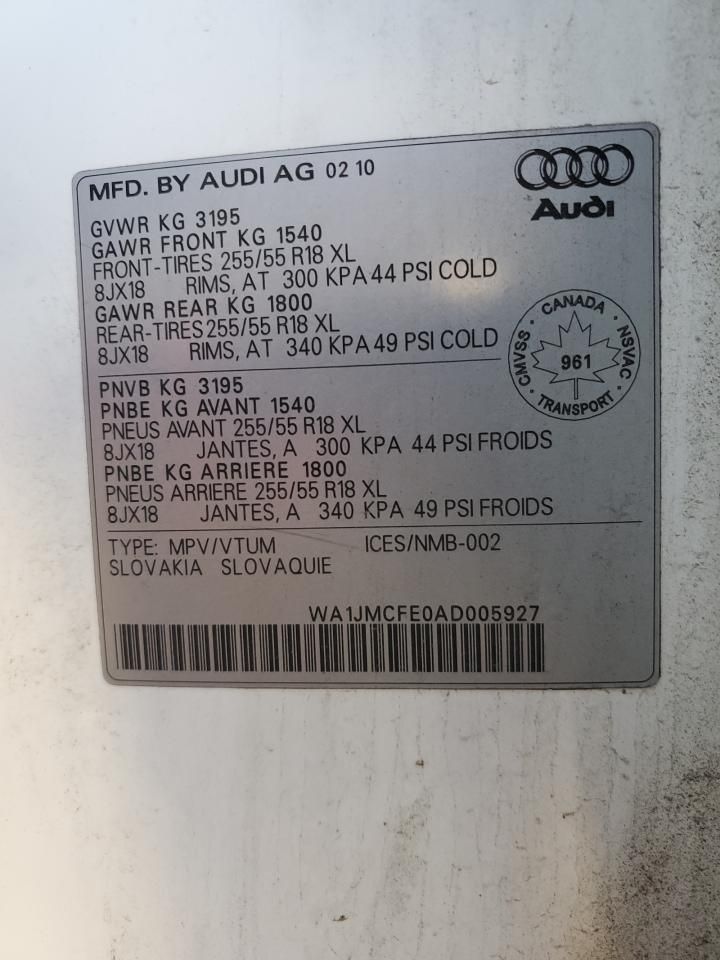 MFD. BY AUDI AG 02 10
Audi
GVWR KG 3195
GAWR FRONT KG 1540
FRONT-TIRES 255/55 R18 XL
8JX18 RIMS, AT 300 KPA 44 PSI COLD
GAWR REAR KG 1800
REAR-TIRES 255/55 R18 XL
8JX18 RIMS, AT 340 KPA 49 PSI COLD
CANADA
CMVSS
NSVAC
961
TRANSPORT
PNVB KG 3195
PNBE KG AVANT 1540
PNEUS AVANT 255/55 R18 XL
8JX18 JANTES, A 300 KPA 44 PSI FROIDS
PNBE KG ARRIERE 1800
PNEUS ARRIERE 255/55 R18 XL
8JX18 JANTES, A 340 KPA 49 PSI FROIDS
TYPE: MPV/VTUM ICES/NMB-002
SLOVAKIA SLOVAQUIE
WA1JMCFE0AD005927